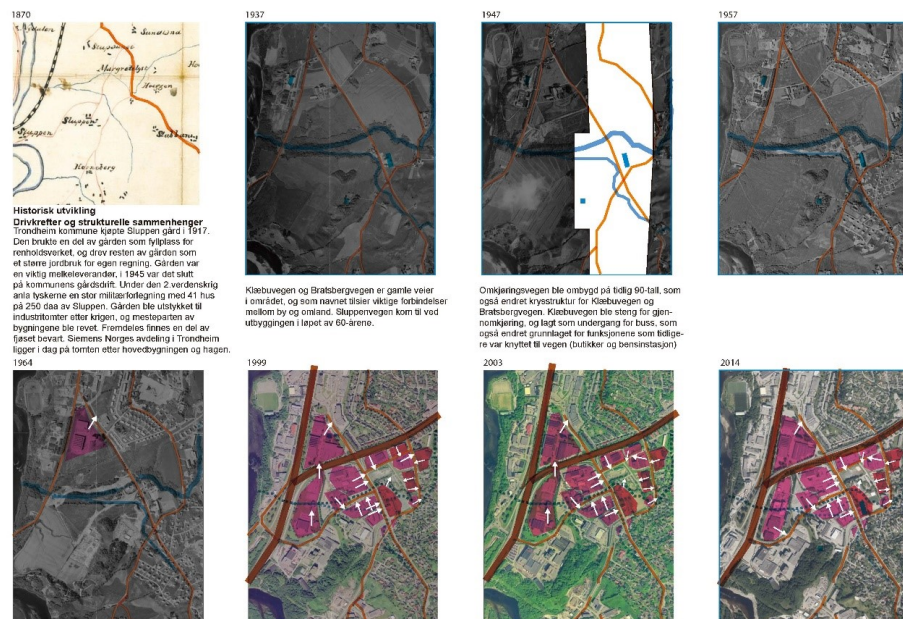 1870
1937
1947
1957
Sluppen
Sluppen
Historisk utvikling
Drivkrefter og strukturelle sammenhenger
Trondheim kommune kjøpte Sluppen gård i 1917.
Den brukte en del av gården som fyllplass for
renholdsverket, og drev resten av gården som
et større jordbruk for egen regning. Gården var
en viktig melkeleverandør, i 1945 var det slutt
på kommunens gårdsdrift. Under den 2.verdenskrig
anla tyskerne en stor militærforlegning med 41 hus
på 250 daa av Sluppen. Gården ble utstykket til
industritomter etter krigen, og mesteparten av
bygningene ble revet. Fremdeles finnes en del av
fjøset bevart. Siemens Norges avdeling i Trondheim
ligger i dag på tomten etter hovedbygningen og hagen.
Klæbuvegen og Bratsbergvegen er gamle veier
i området, og som navnet tilsier viktige forbindelser
mellom by og omland. Sluppenvegen kom til ved
utbyggingen i løpet av 60-årene.
Omkjøringsvegen ble ombygd på tidlig 90-tall, som
også endret krysstruktur for Klæbuvegen og
Bratsbergvegen. Klæbuvegen ble steng for gjen-
nomkjøring, og lagt som undergang for buss, som
også endret grunnlaget for funksjonene som tidlige-
re var knyttet til vegen (butikker og bensinstasjon)
1964
1999
2003
2014